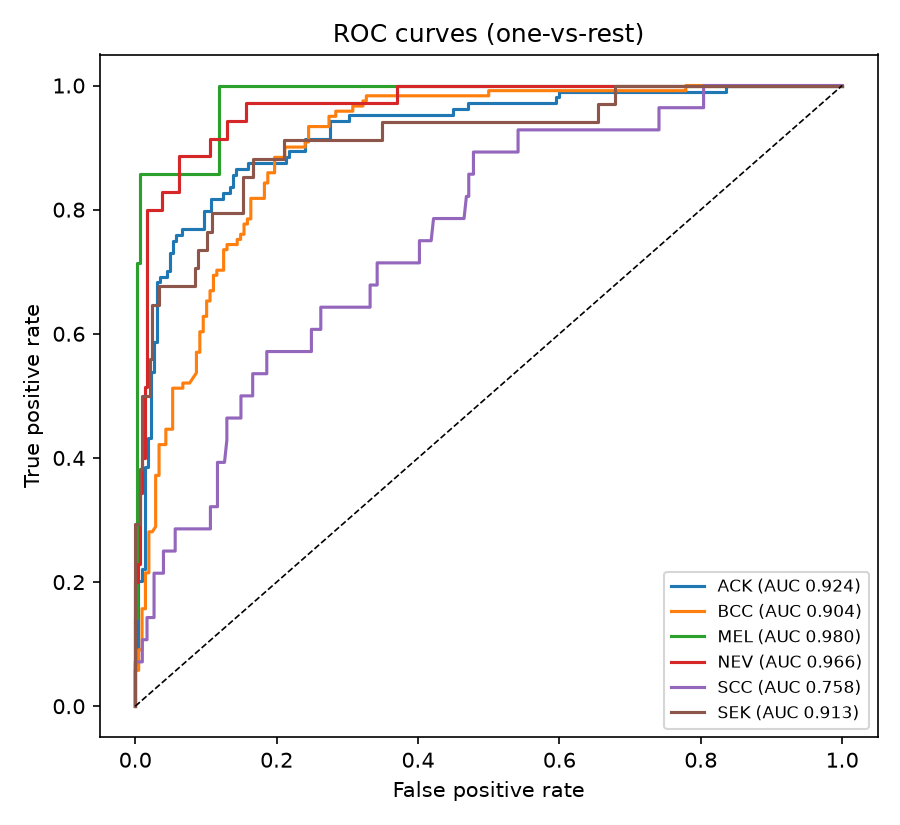 ROC curves (one-vs-rest)
True positive rate
1.0
0.8
0.6
0.4
0.2
0.0
ACK (AUC 0.924)
BCC (AUC 0.904)
MEL (AUC 0.980)
NEV (AUC 0.966)
SCC (AUC 0.758)
SEK (AUC 0.913)
0.0 0.2 0.4 0.6 0.8 1.0
False positive rate